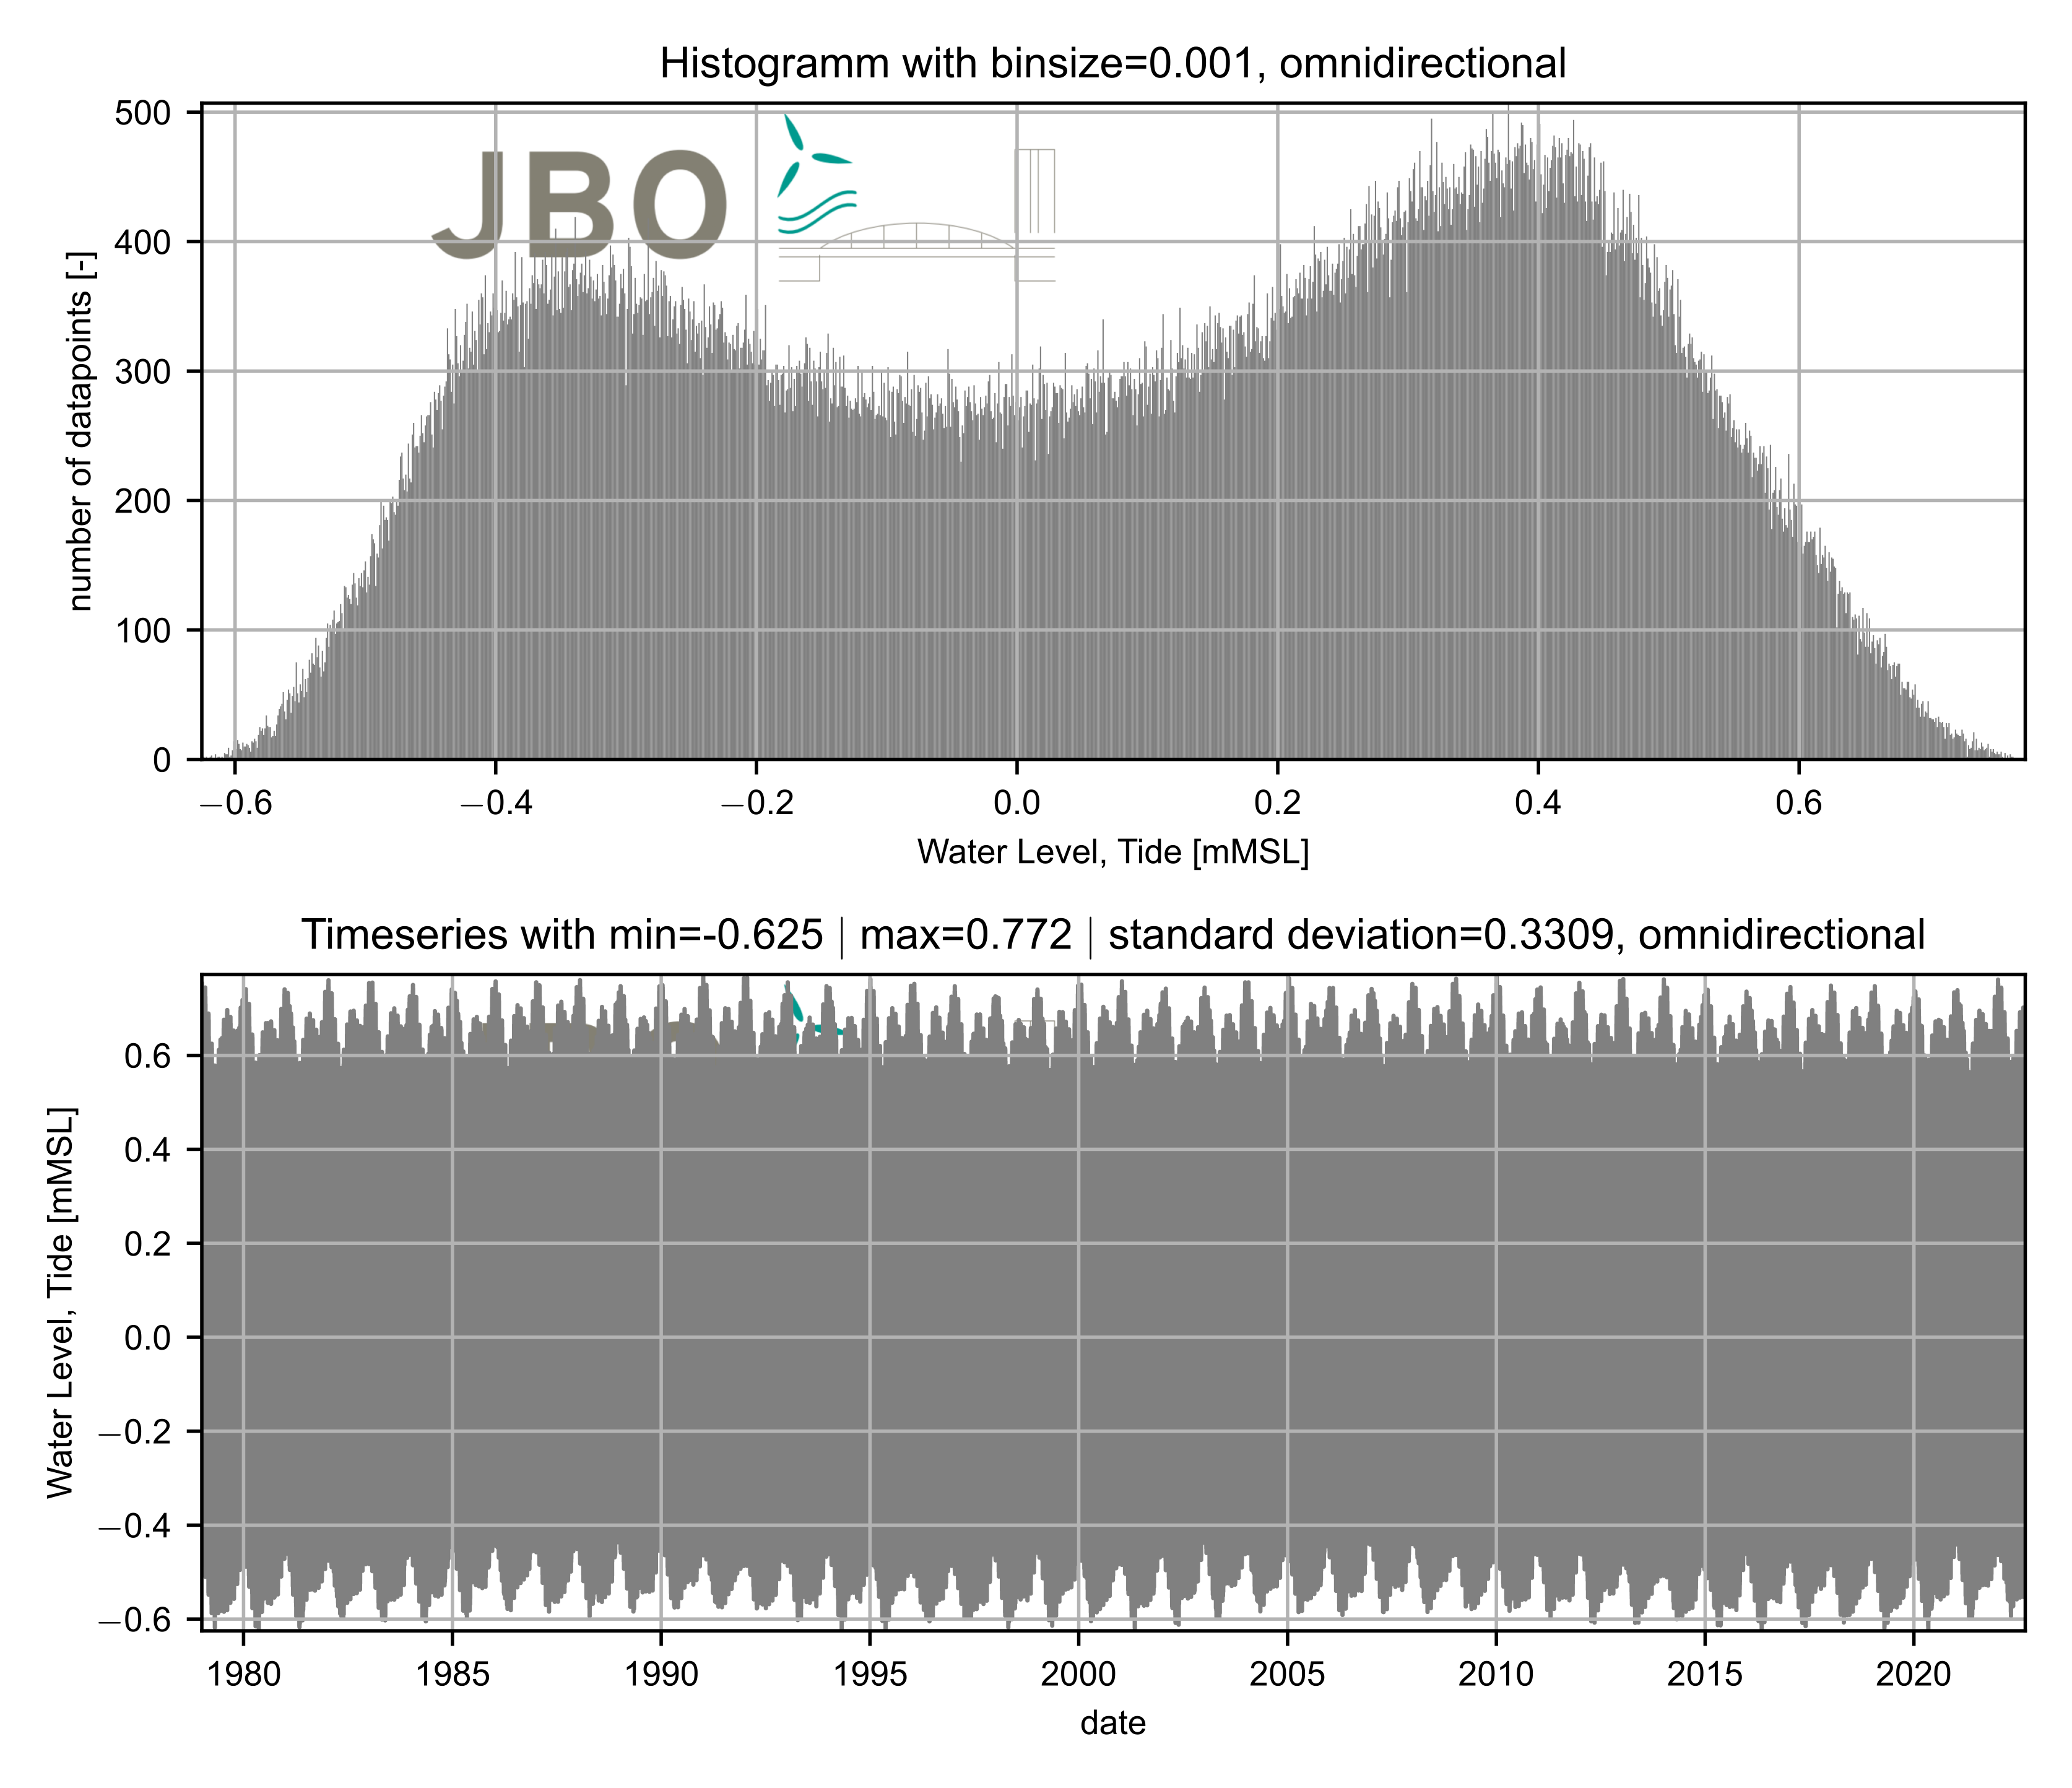 Histogramm with binsize=0.001, omnidirectional
JBO
500
400
300
200
100
0
number of datapoints [-]
−0.6 −0.4 −0.2 0.0 0.2 0.4 0.6
Water Level, Tide [mMSL]
Timeseries with min=-0.625 | max=0.772 | standard deviation=0.3309, omnidirectional
0.6
0.4
0.2
0.0
−0.2
−0.4
−0.6
Water Level, Tide [mMSL]
1980 1985 1990 1995 2000 2005 2010 2015 2020
date